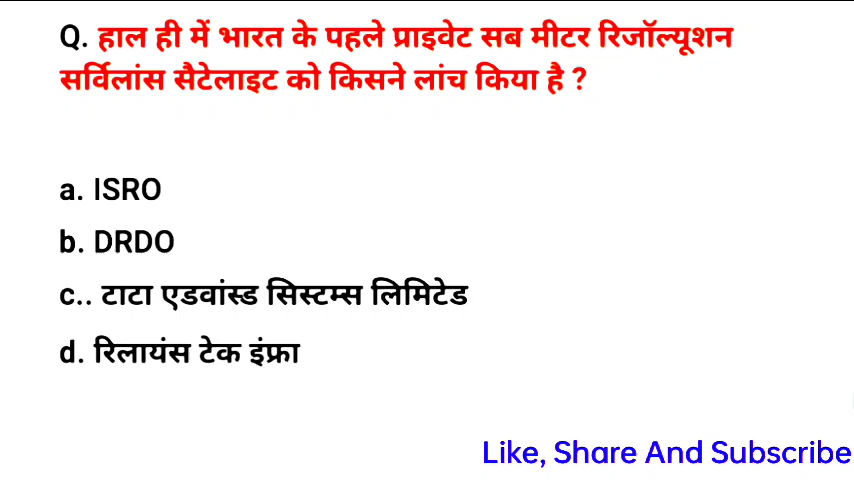 Q. हाल ही में भारत के पहले प्राइवेट सब मीटर रिजॉल्यूशन
सर्विलांस सैटेलाइट को किसने लांच किया है ?
a. ISRO
b. DRDO
c.. टाटा एडवांस्ड सिस्टम्स लिमिटेड
d. रिलायंस टेक इंफ्रा
Like, Share And Subscribe